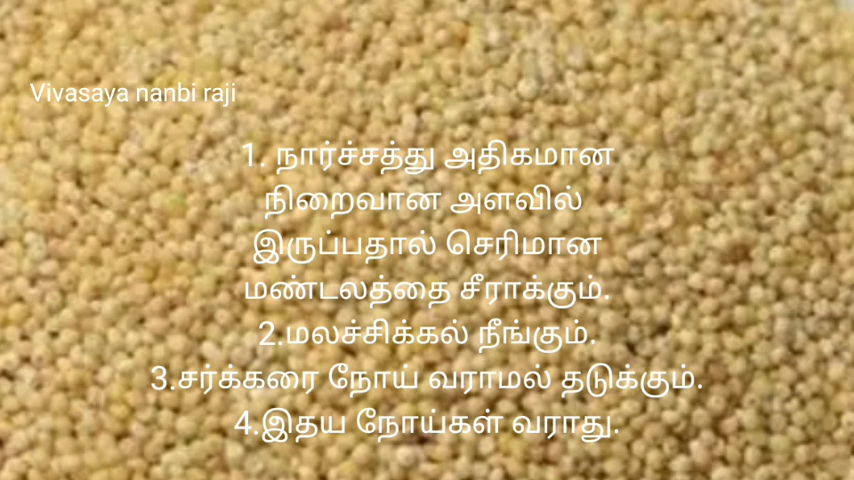 Vivasaya nanbi raji
1. நார்ச்சத்து அதிகமான
நிறைவான அளவில்
இருப்பதால் செரிமான
மண்டலத்தை சீராக்கும்.
2.மலச்சிக்கல் நீங்கும்.
3.சர்க்கரை நோய் வராமல் தடுக்கும்.
4.இதய நோய்கள் வராது.